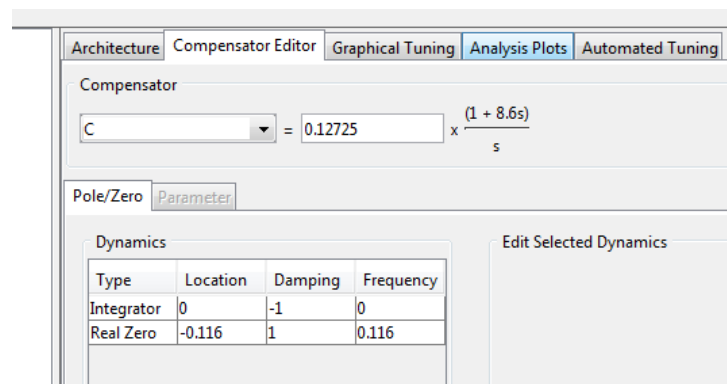 Architecture Compensator Editor Graphical Tuning Analysis Plots Automated Tuning
Compensator
C = 0.12725 x (1 + 8.6s)
s
Pole/Zero Parameter
Dynamics Edit Selected Dynamics
Type Location Damping Frequency
Integrator 0 -1 0
Real Zero -0.116 1 0.116